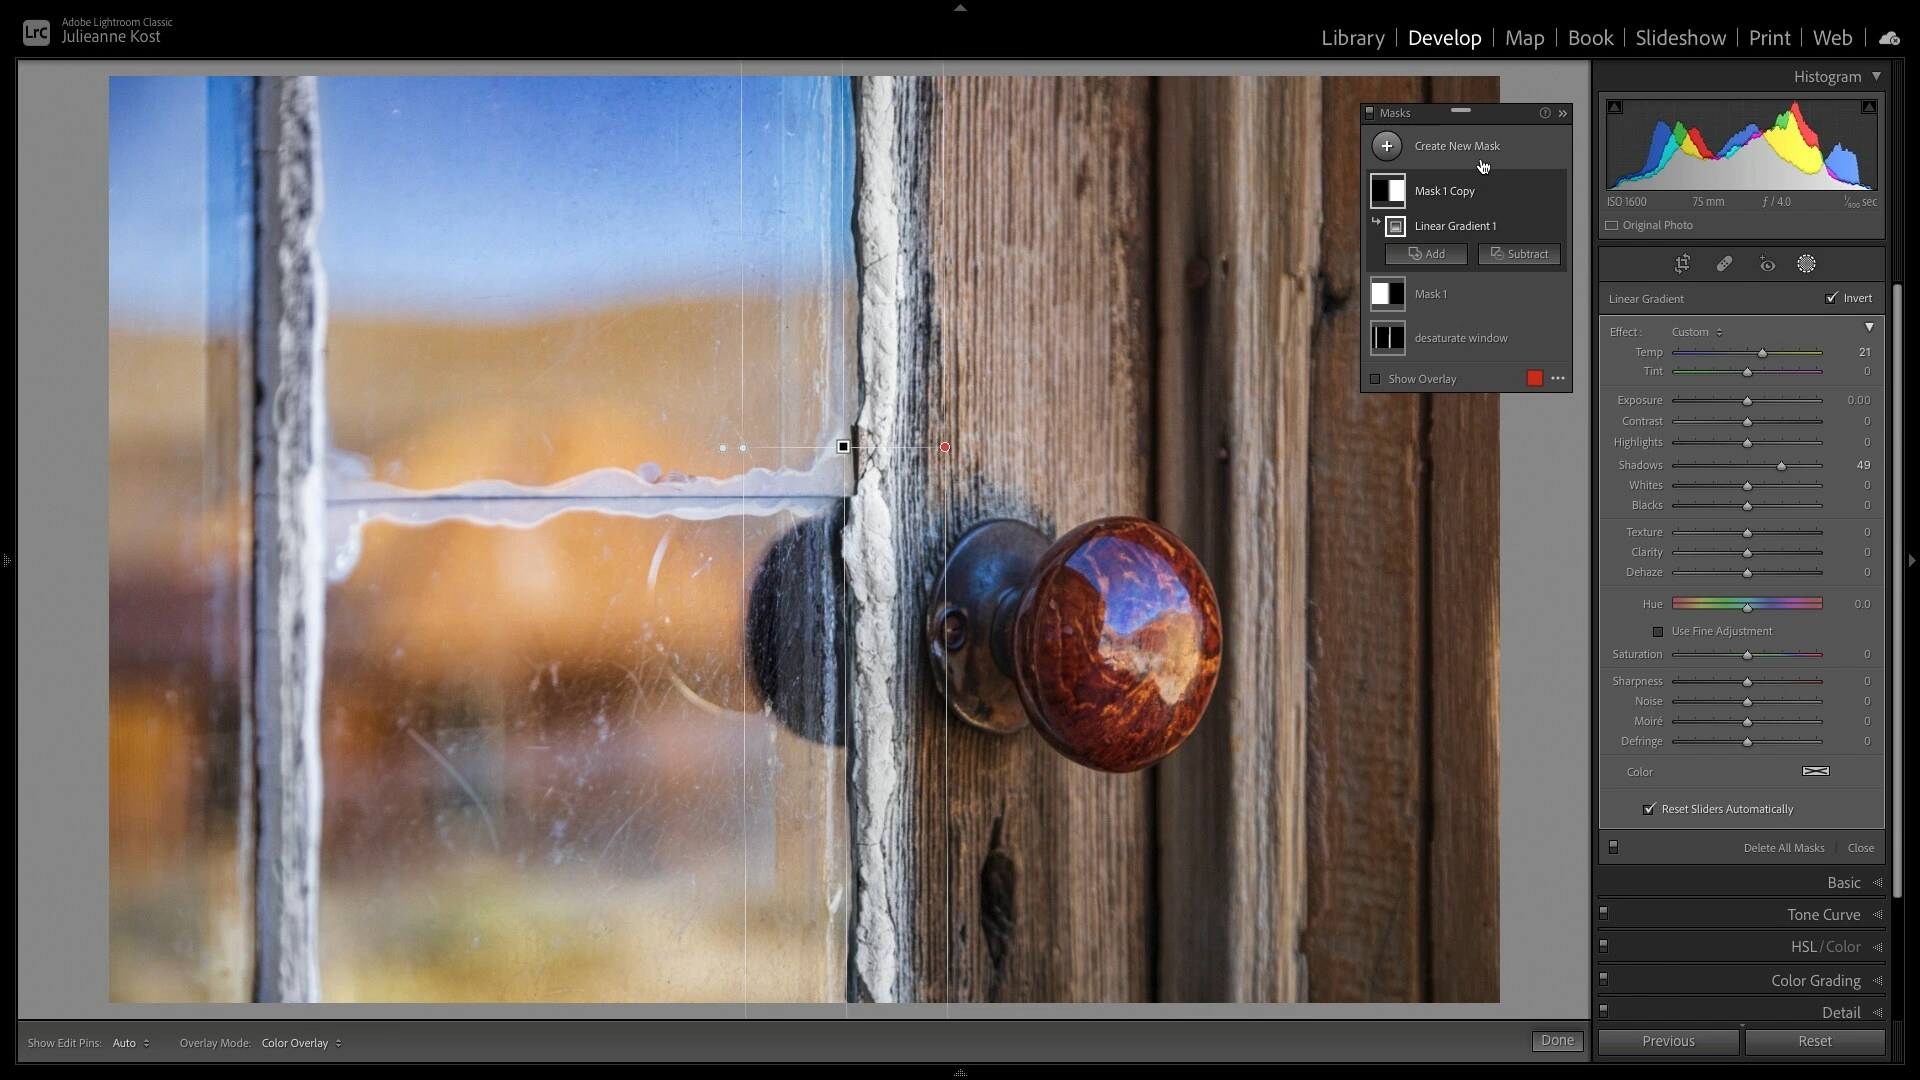 LrC
Adobe Lightroom Classic
Julieanne Kost
Library | Develop | Map | Book | Slideshow | Print | Web
Masks
Create New Mask
Mask 1 Copy
Linear Gradient 1
Add Subtract
Mask 1
desaturate window
Show Overlay
Histogram
ISO 1600 75 mm ƒ / 4.0 1/800 sec
Original Photo
Linear Gradient Invert
Effect : Custom
Temp 21
Tint 0
Exposure 0.00
Contrast 0
Highlights 0
Shadows 49
Whites 0
Blacks 0
Texture 0
Clarity 0
Dehaze 0
Hue 0.0
Use Fine Adjustment
Saturation 0
Sharpness 0
Noise 0
Moiré 0
Defringe 0
Color
Reset Sliders Automatically
Delete All Masks Close
Basic
Tone Curve
HSL / Color
Color Grading
Detail
Previous Reset
Show Edit Pins: Auto Overlay Mode: Color Overlay Done